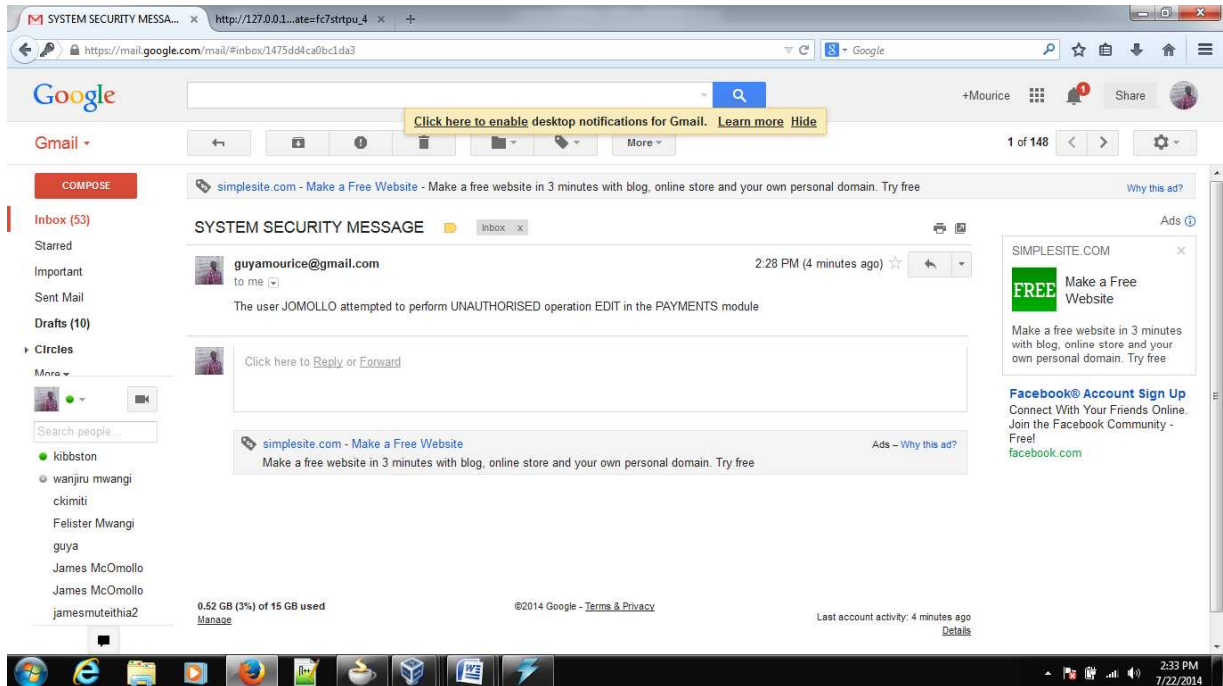 SYSTEM SECURITY MESSA... ×
http://127.0.0.1...ate=fc7strtpu_4 × +
https://mail.google.com/mail/#inbox/1475dd4ca0bc1da3
8 Google
Google
+Mourice
1
Share
Click here to enable desktop notifications for Gmail. Learn more Hide
Gmail
More
1 of 148
COMPOSE
simplesite.com - Make a Free Website - Make a free website in 3 minutes with blog, online store and your own personal domain. Try free
Why this ad?
Inbox (53)
Starred
Important
Sent Mail
Drafts (10)
Circles
More
SYSTEM SECURITY MESSAGE
Inbox x
guyamourice@gmail.com
2:28 PM (4 minutes ago)
to me
The user JOMOLLO attempted to perform UNAUTHORISED operation EDIT in the PAYMENTS module
Click here to Reply or Forward
simplesite.com - Make a Free Website
Ads – Why this ad?
Make a free website in 3 minutes with blog, online store and your own personal domain. Try free
Ads
SIMPLESITE.COM ×
FREE
Make a Free
Website
Make a free website in 3 minutes
with blog, online store and your
own personal domain. Try free
Facebook® Account Sign Up
Connect With Your Friends Online.
Join the Facebook Community -
Free!
facebook.com
Search people...
kibbston
wanjiru mwangi
ckimiti
Felister Mwangi
guya
James McOmollo
James McOmollo
jamesmuteithia2
0.52 GB (3%) of 15 GB used
Manage
©2014 Google - Terms & Privacy
Last account activity: 4 minutes ago
Details
2:33 PM
7/22/2014